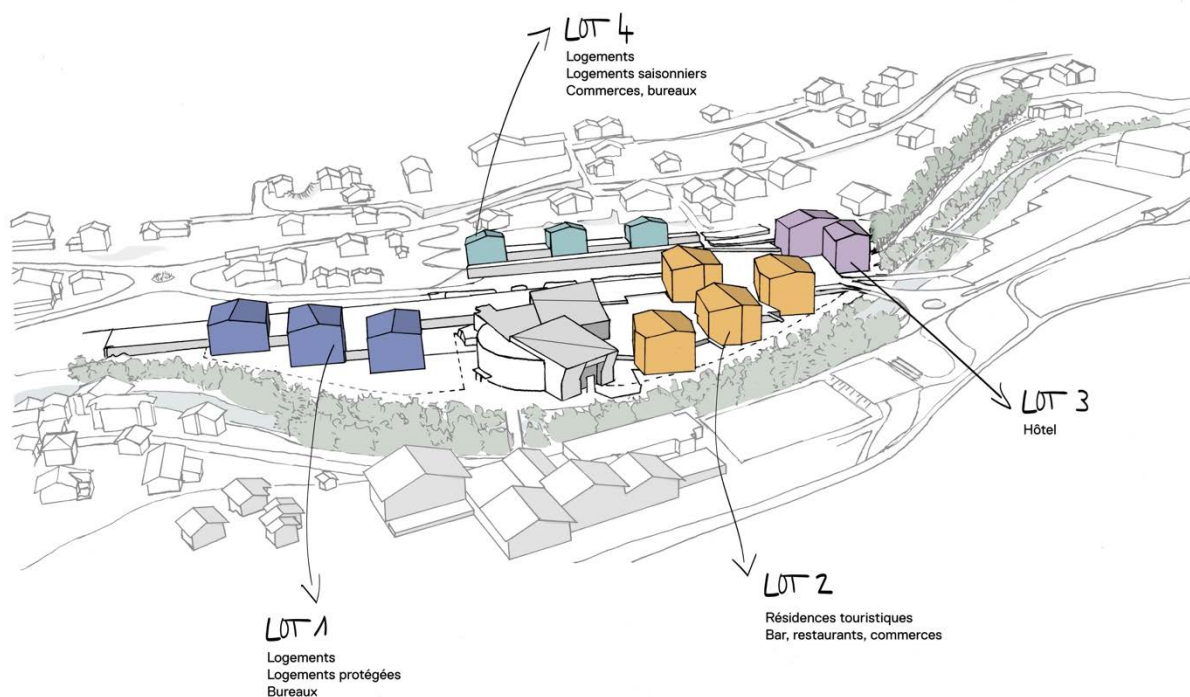 LOT 4
Logements
Logements saisonniers
Commerces, bureaux
LOT 3
Hôtel
LOT 2
Résidences touristiques
Bar, restaurants, commerces
LOT 1
Logements
Logements protégées
Bureaux